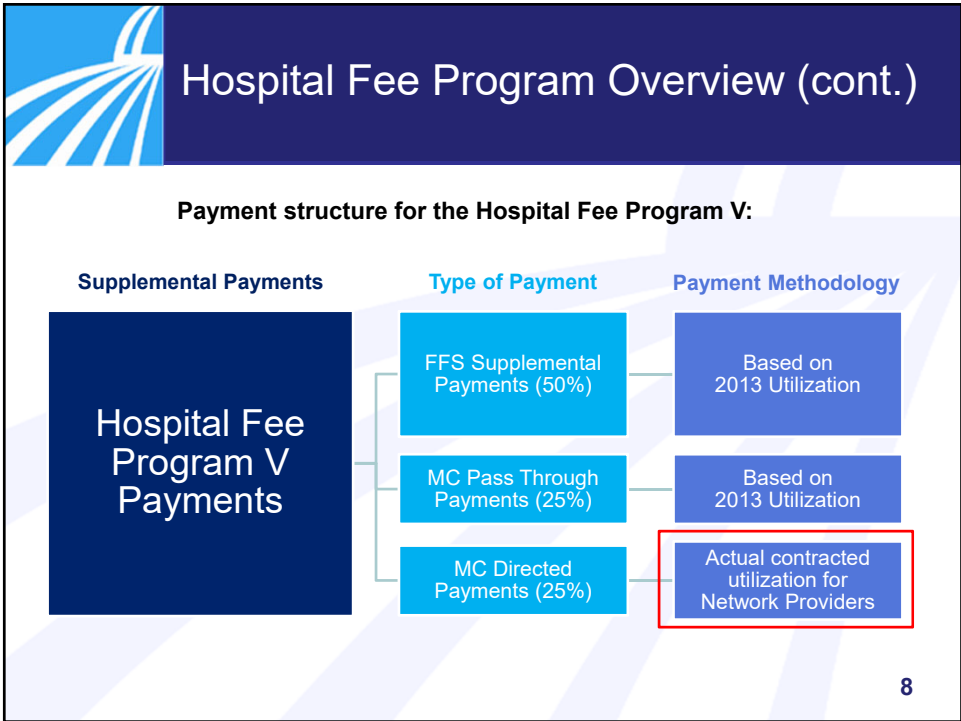 Hospital Fee Program Overview (cont.)
Payment structure for the Hospital Fee Program V:
Supplemental Payments
Type of Payment
Payment Methodology
Hospital Fee
Program V
Payments
FFS Supplemental
Payments (50%)
Based on
2013 Utilization
MC Pass Through
Payments (25%)
Based on
2013 Utilization
MC Directed
Payments (25%)
Actual contracted
utilization for
Network Providers
8